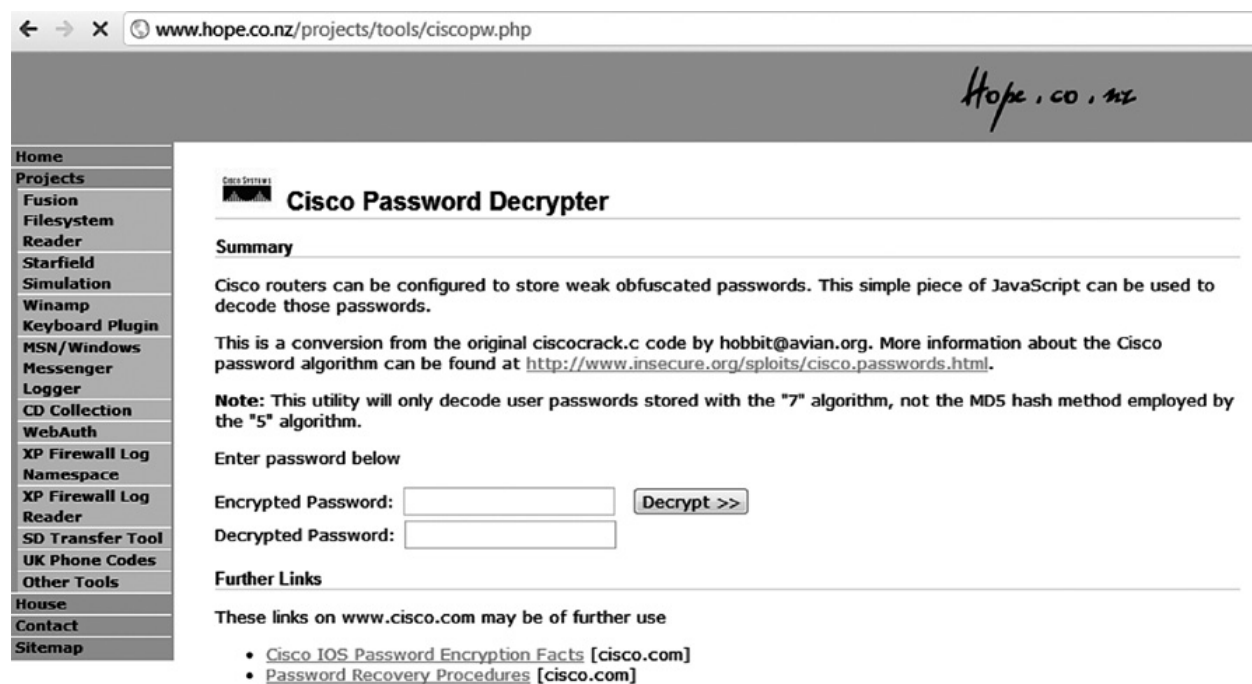 www.hope.co.nz/projects/tools/ciscopw.php
Hope.co.nz
Home
Projects
Fusion
Filesystem
Reader
Starfield
Simulation
Winamp
Keyboard Plugin
MSN/Windows
Messenger
Logger
CD Collection
WebAuth
XP Firewall Log
Namespace
XP Firewall Log
Reader
SD Transfer Tool
UK Phone Codes
Other Tools
House
Contact
Sitemap
CISCO SYSTEMS
Cisco Password Decrypter
Summary
Cisco routers can be configured to store weak obfuscated passwords. This simple piece of JavaScript can be used to
decode those passwords.
This is a conversion from the original ciscocrack.c code by hobbit@avian.org. More information about the Cisco
password algorithm can be found at http://www.insecure.org/sploits/cisco.passwords.html.
Note: This utility will only decode user passwords stored with the "7" algorithm, not the MD5 hash method employed by
the "5" algorithm.
Enter password below
Encrypted Password: Decrypt >>
Decrypted Password:
Further Links
These links on www.cisco.com may be of further use
• Cisco IOS Password Encryption Facts [cisco.com]
• Password Recovery Procedures [cisco.com]